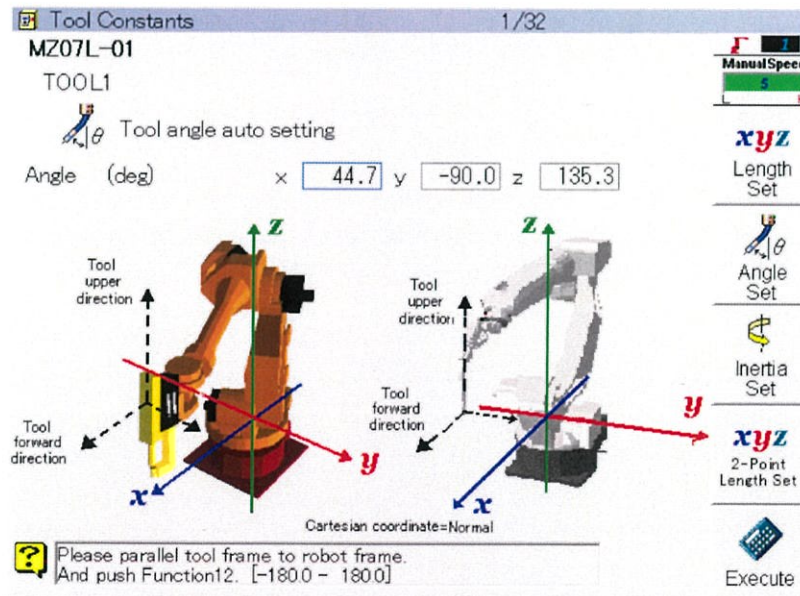 Tool Constants 1/32
MZ07L-01
TOOL1
Tool angle auto setting
Angle (deg) x 44.7 y -90.0 z 135.3
1
Manual Speed
5
xyz
Length
Set
θ
Angle
Set
Inertia
Set
xyz
2-Point
Length Set
Execute
θ
z
Tool
upper
direction
Tool
forward
direction
x
y
z
Tool
upper
direction
Tool
forward
direction
x
y
Cartesian coordinate=Normal
Please parallel tool frame to robot frame.
And push Function12. [-180.0 - 180.0]